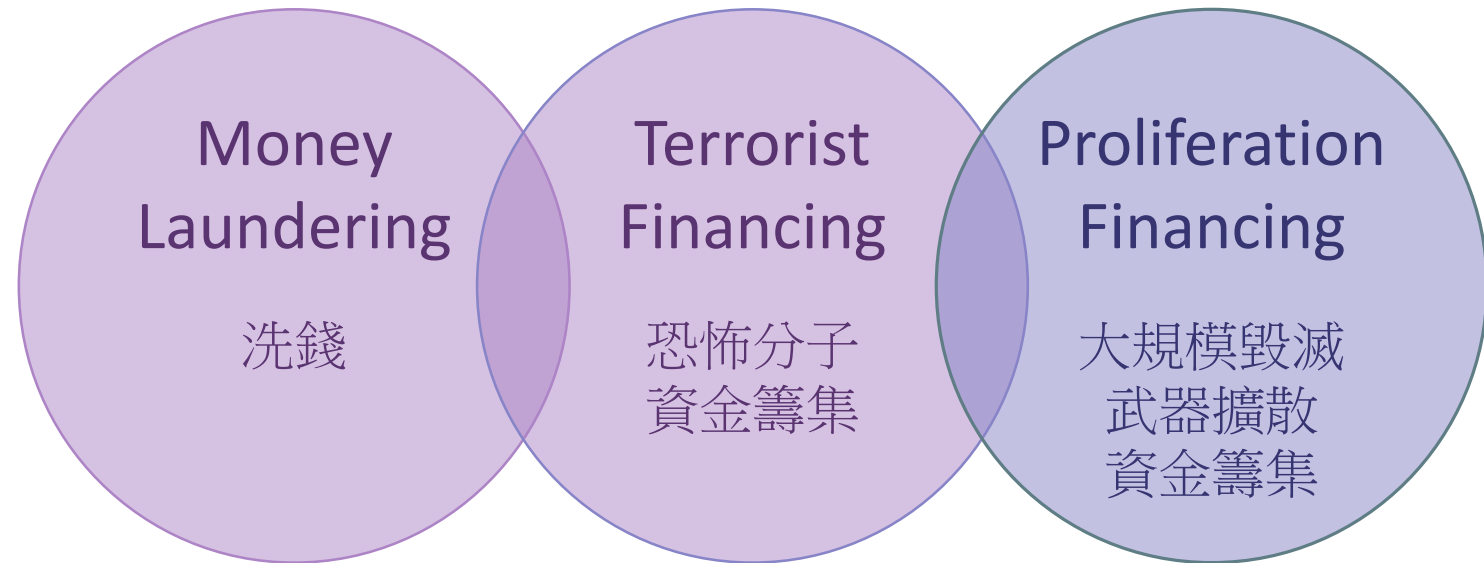 Money
Laundering
洗錢
Terrorist
Financing
恐怖分子
資金籌集
Proliferation
Financing
大規模毀滅
武器擴散
資金籌集